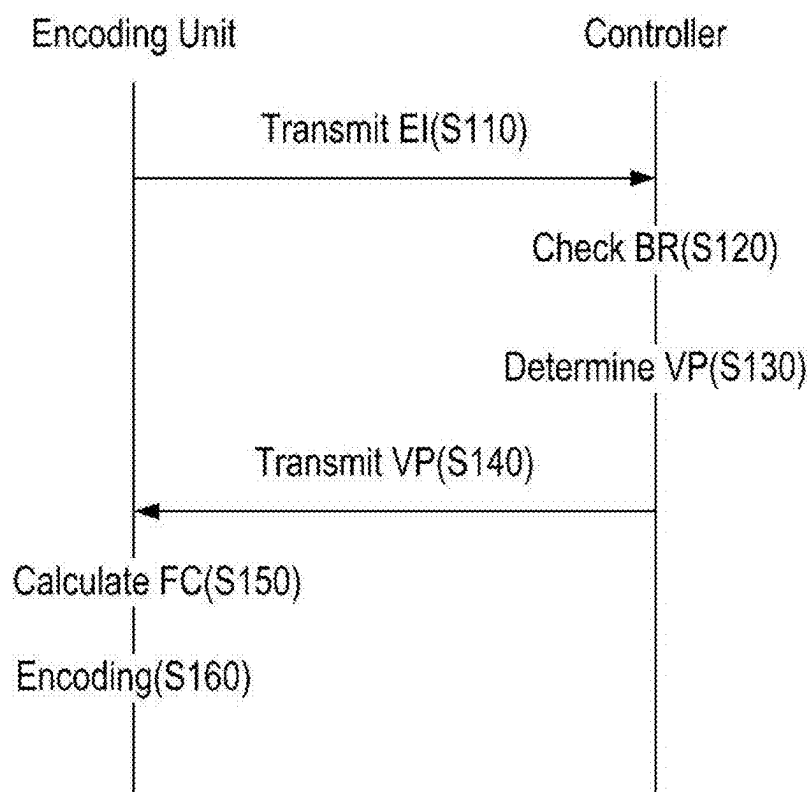 Encoding Unit
Controller
Transmit EI(S110)
Check BR(S120)
Determine VP(S130)
Transmit VP(S140)
Calculate FC(S150)
Encoding(S160)